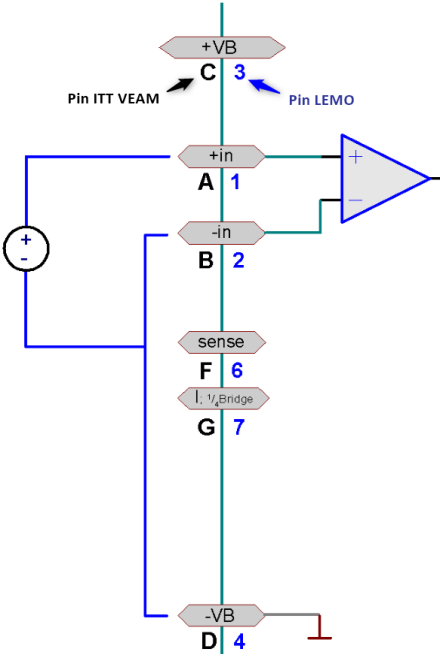 +VB
C 3
Pin ITT VEAM
Pin LEMO
+in
A 1
+
-in
-
B 2
+
-
sense
F 6
I; 1/4Bridge
G 7
-VB
D 4